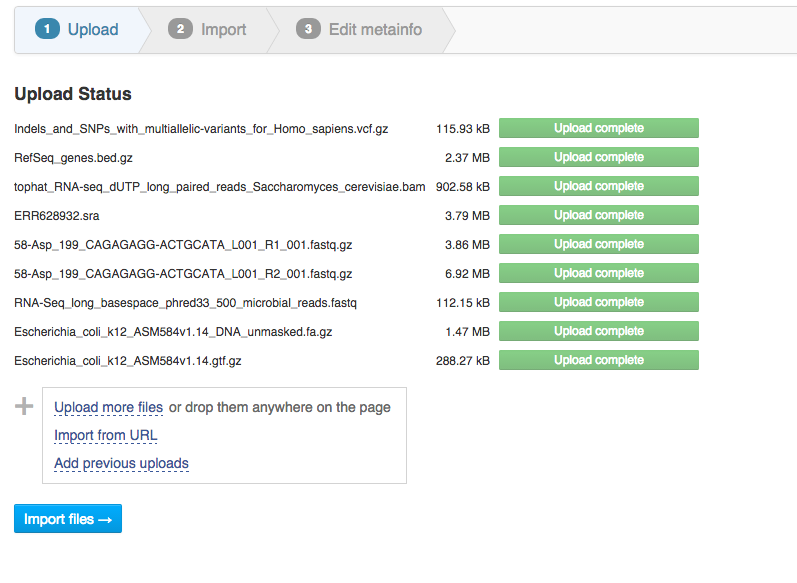 1 Upload 2 Import 3 Edit metainfo
Upload Status
Indels_and_SNPs_with_multiallelic-variants_for_Homo_sapiens.vcf.gz 115.93 kB Upload complete
RefSeq_genes.bed.gz 2.37 MB Upload complete
tophat_RNA-seq_dUTP_long_paired_reads_Saccharomyces_cerevisiae.bam 902.58 kB Upload complete
ERR628932.sra 3.79 MB Upload complete
58-Asp_199_CAGAGAGG-ACTGCATA_L001_R1_001.fastq.gz 3.86 MB Upload complete
58-Asp_199_CAGAGAGG-ACTGCATA_L001_R2_001.fastq.gz 6.92 MB Upload complete
RNA-Seq_long_basespace_phred33_500_microbial_reads.fastq 112.15 kB Upload complete
Escherichia_coli_k12_ASM584v1.14_DNA_unmasked.fa.gz 1.47 MB Upload complete
Escherichia_coli_k12_ASM584v1.14.gtf.gz 288.27 kB Upload complete
Upload more files or drop them anywhere on the page
Import from URL
Add previous uploads
Import files →